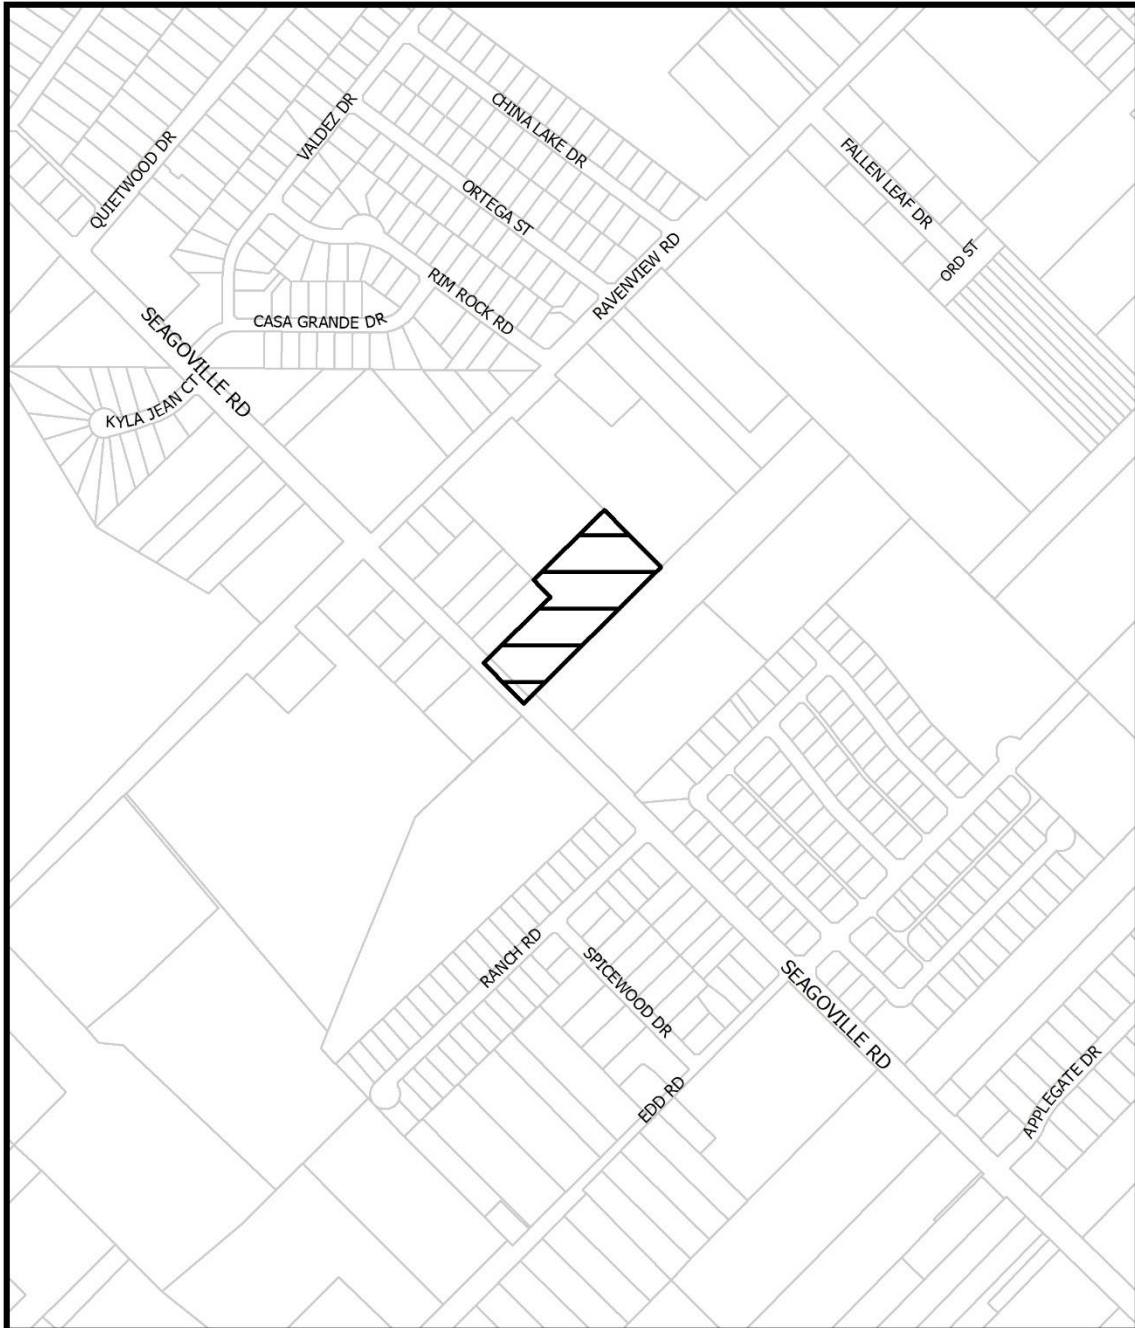 CHINA LAKE DR
VALDEZ DR
QUIETWOOD DR
FALLEN LEAF DR
ORTEGA ST
ORD ST
RAVENVIEW RD
RIM ROCK RD
CASA GRANDE DR
SEAGOVILLE RD
KYLA JEAN CT
RANCH RD
SPICEWOOD DR
SEAGOVILLE RD
EDD RD
APPLEGATE DR